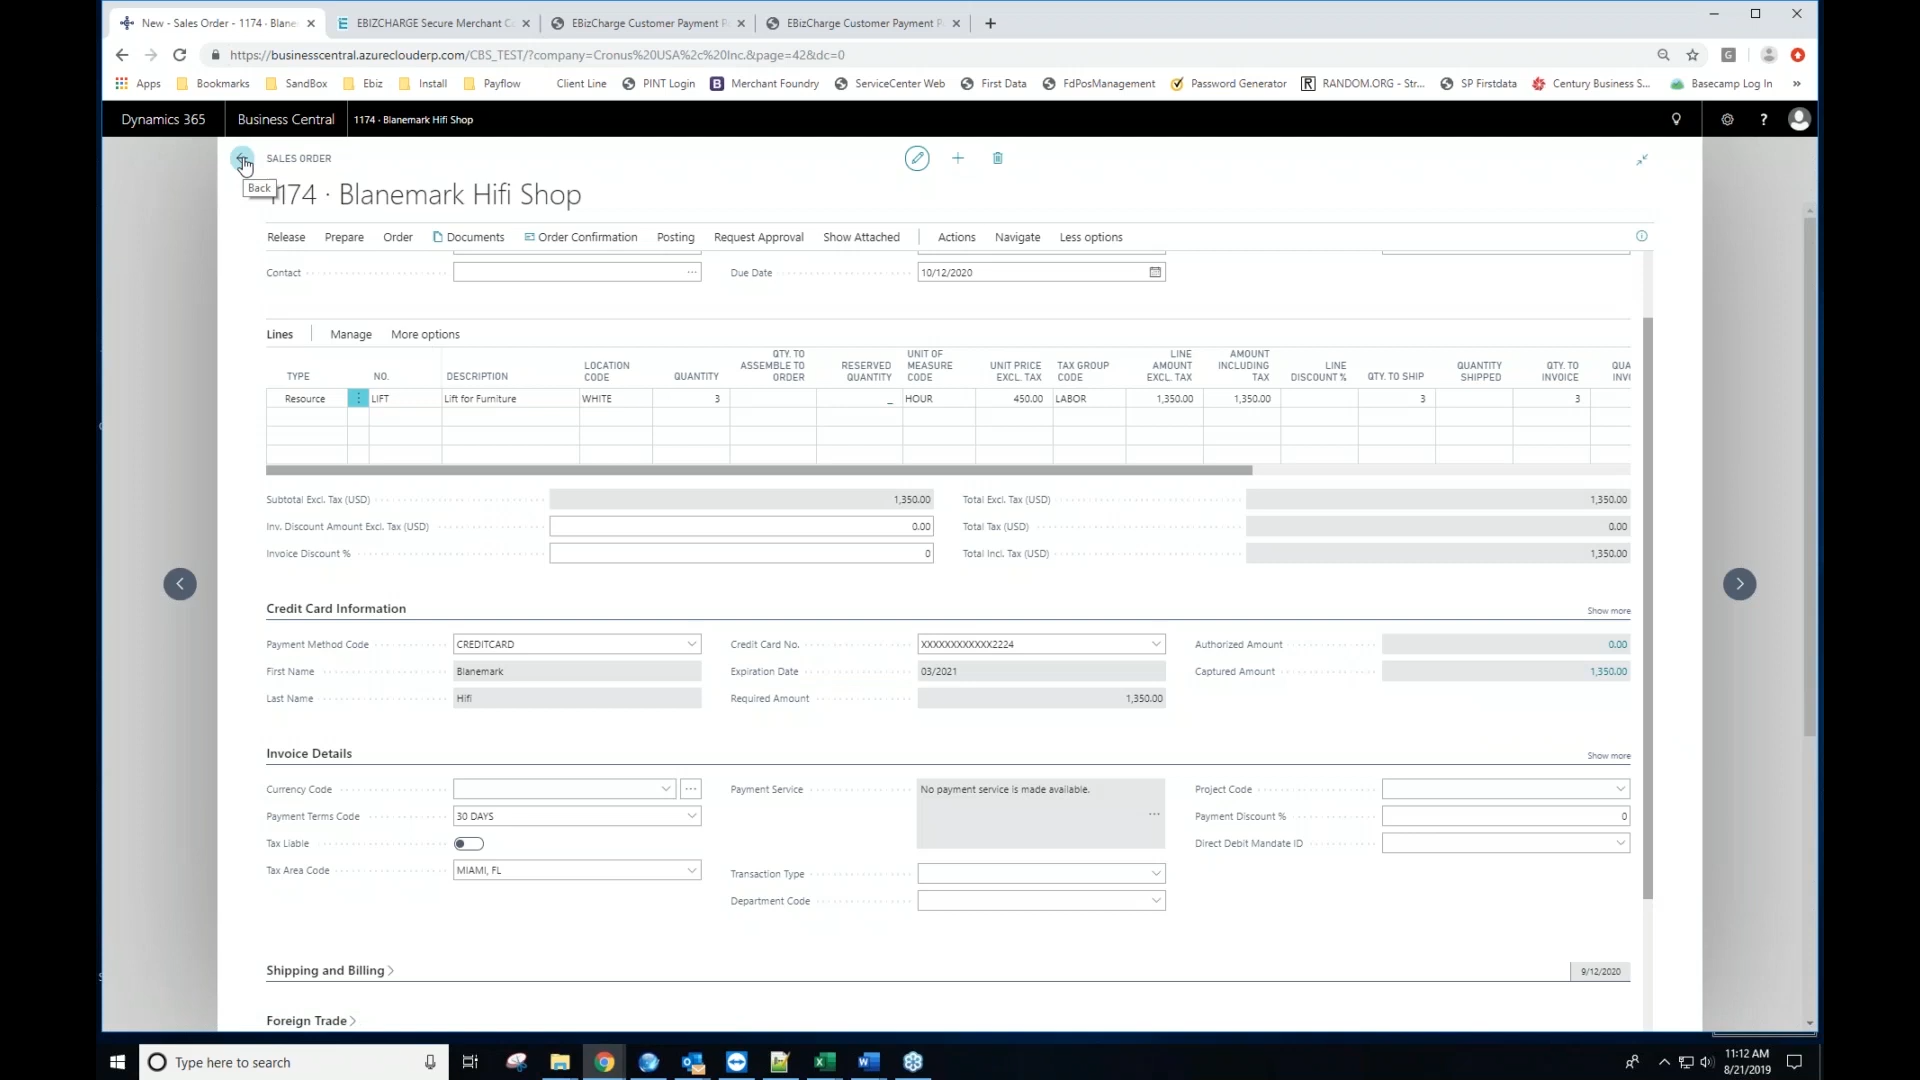 New - Sales Order - 1174 · Blane
EBIZCHARGE Secure Merchant C
EBizCharge Customer Payment P
EBizCharge Customer Payment P
https://businesscentral.azureclouderp.com/CBS_TEST/?company=Cronus%20USA%2c%20Inc.&page=42&dc=0
Apps Bookmarks SandBox Ebiz Install Payflow Client Line PINT Login Merchant Foundry ServiceCenter Web First Data FdPosManagement Password Generator RANDOM.ORG - Str... SP Firstdata Century Business S... Basecamp Log In »
Dynamics 365 Business Central 1174 · Blanemark Hifi Shop ?
SALES ORDER
Back
1174 · Blanemark Hifi Shop
Release Prepare Order Documents Order Confirmation Posting Request Approval Show Attached Actions Navigate Less options
Contact Due Date 10/12/2020
Lines Manage More options
TYPE NO. DESCRIPTION LOCATION CODE QUANTITY QTY. TO ASSEMBLE TO ORDER RESERVED QUANTITY UNIT OF MEASURE CODE UNIT PRICE EXCL. TAX TAX GROUP CODE LINE AMOUNT EXCL. TAX AMOUNT INCLUDING TAX LINE DISCOUNT % QTY. TO SHIP QUANTITY SHIPPED QTY. TO INVOICE QUA INVI
Resource LIFT Lift for Furniture WHITE 3 _ HOUR 450.00 LABOR 1,350.00 1,350.00 3 3
Subtotal Excl. Tax (USD) 1,350.00 Total Excl. Tax (USD) 1,350.00
Inv. Discount Amount Excl. Tax (USD) 0.00 Total Tax (USD) 0.00
Invoice Discount % 0 Total Incl. Tax (USD) 1,350.00
Credit Card Information Show more
Payment Method Code CREDITCARD Credit Card No. XXXXXXXXXXXX2224 Authorized Amount 0.00
First Name Blanemark Expiration Date 03/2021 Captured Amount 1,350.00
Last Name Hifi Required Amount 1,350.00
Invoice Details Show more
Currency Code Payment Service No payment service is made available. Project Code
Payment Terms Code 30 DAYS Payment Discount % 0
Tax Liable Direct Debit Mandate ID
Tax Area Code MIAMI, FL Transaction Type
Department Code
Shipping and Billing 9/12/2020
Foreign Trade
Type here to search
11:12 AM
8/21/2019